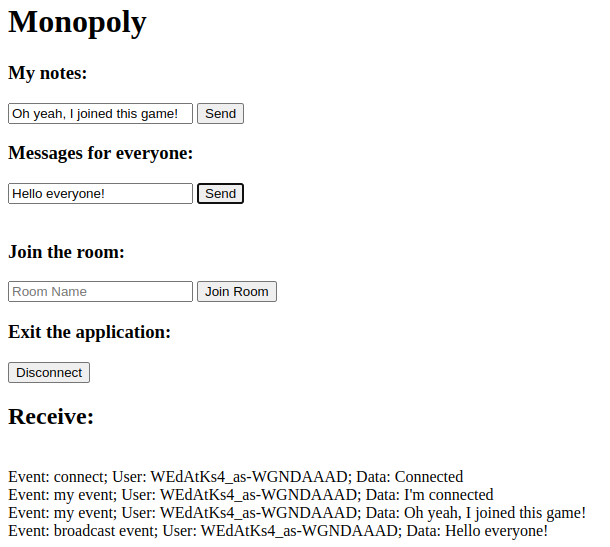 Monopoly
My notes:
Oh yeah, I joined this game! Send
Messages for everyone:
Hello everyone! Send
Join the room:
Room Name Join Room
Exit the application:
Disconnect
Receive:
Event: connect; User: WEdAtKs4_as-WGNDAAAD; Data: Connected
Event: my event; User: WEdAtKs4_as-WGNDAAAD; Data: I'm connected
Event: my event; User: WEdAtKs4_as-WGNDAAAD; Data: Oh yeah, I joined this game!
Event: broadcast event; User: WEdAtKs4_as-WGNDAAAD; Data: Hello everyone!